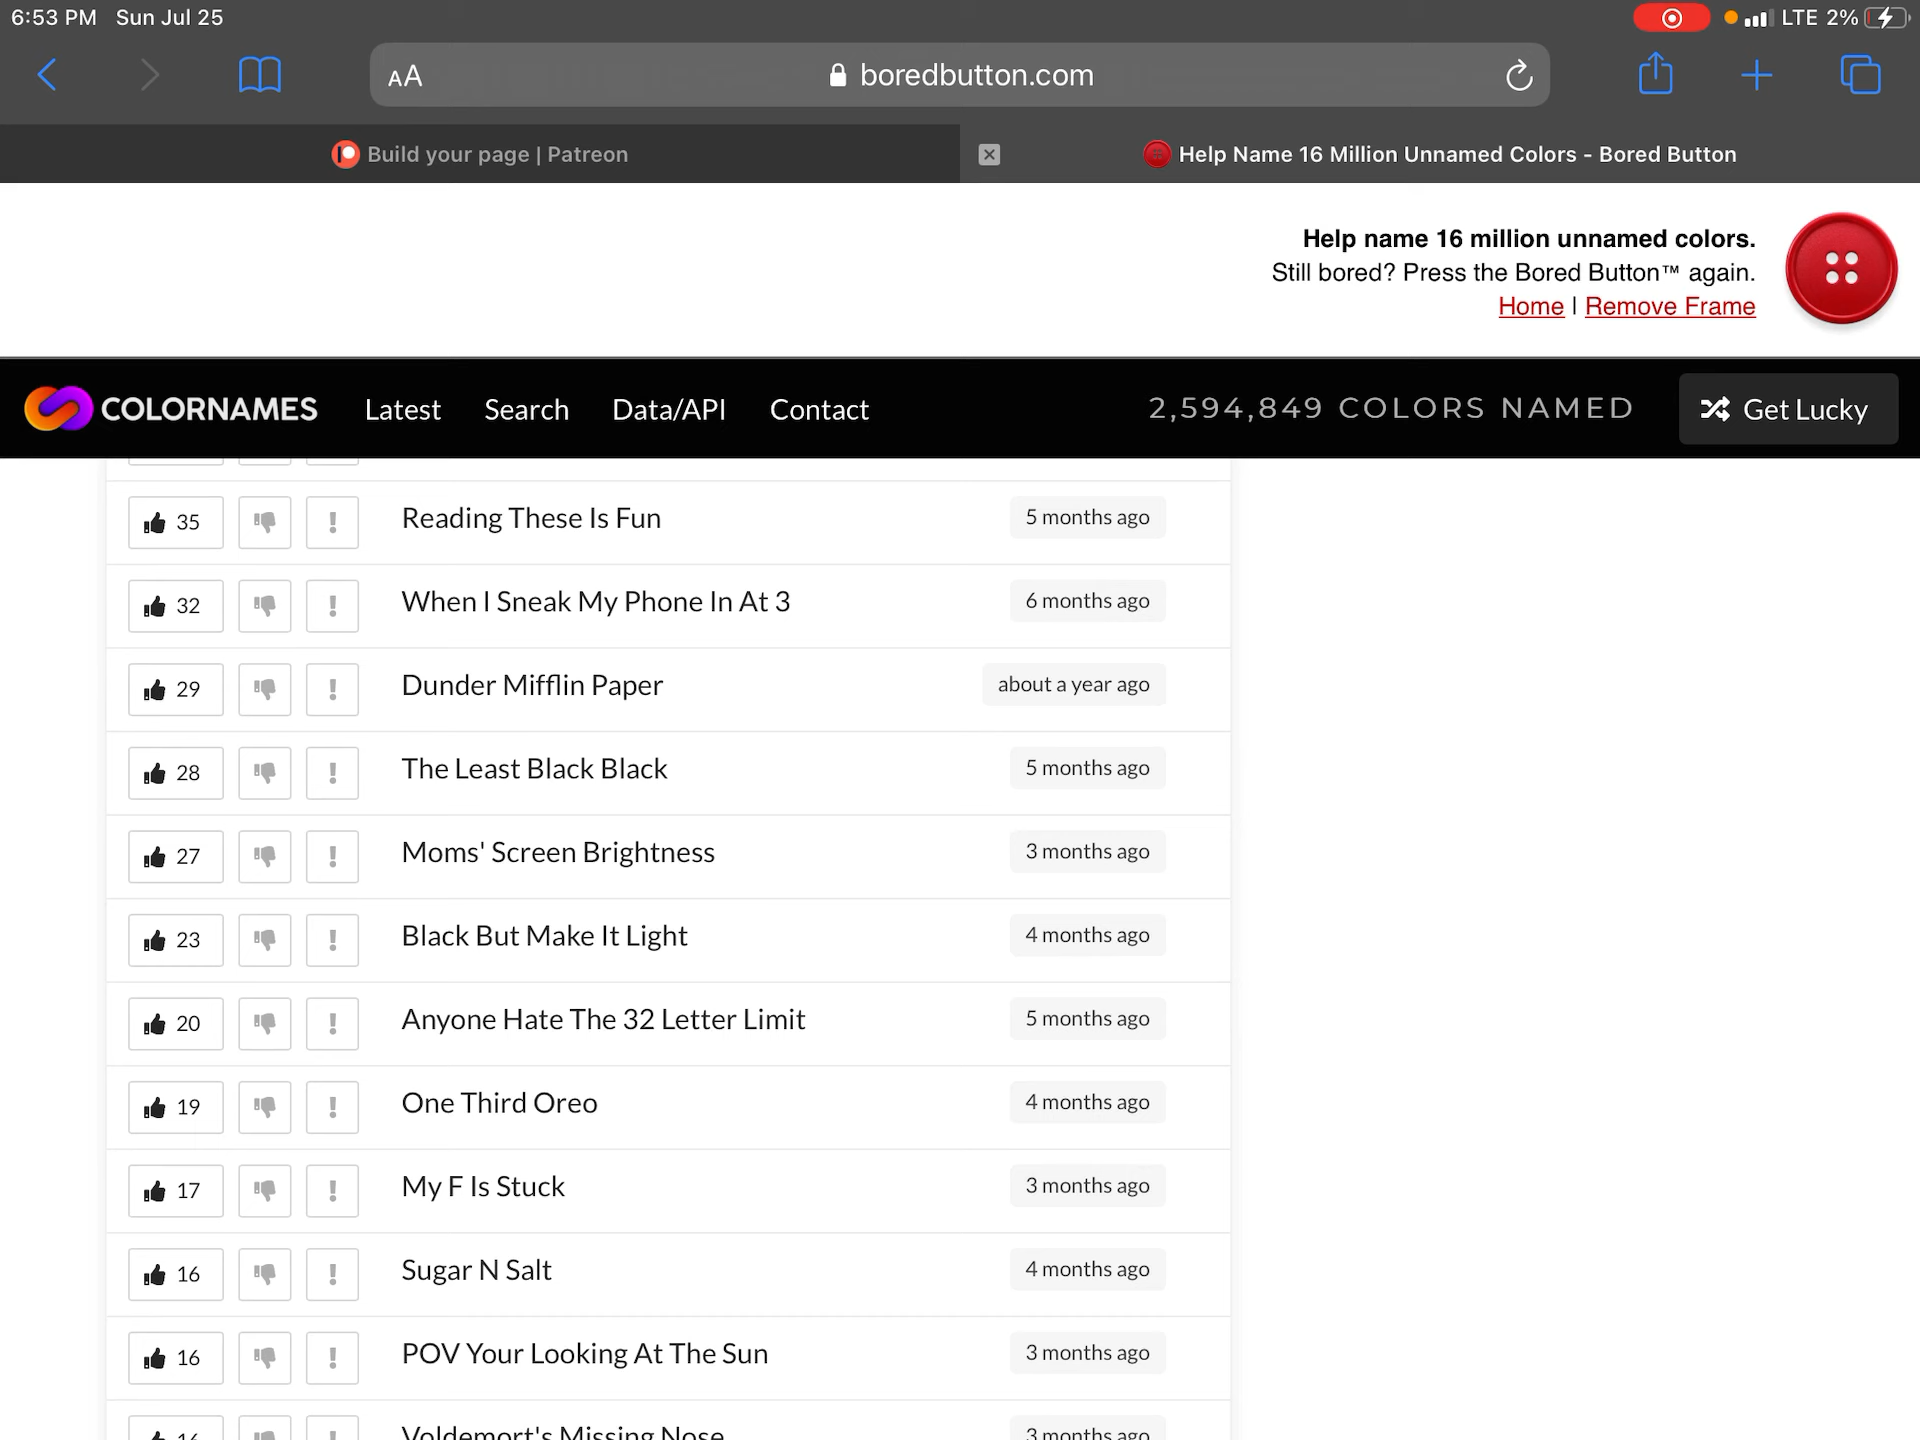 6:53 PM Sun Jul 25
LTE 2%
AA boredbutton.com
Build your page | Patreon
Help Name 16 Million Unnamed Colors - Bored Button
Help name 16 million unnamed colors.
Still bored? Press the Bored Button™ again.
Home | Remove Frame
COLORNAMES Latest Search Data/API Contact 2,594,849 COLORS NAMED Get Lucky
35 Reading These Is Fun 5 months ago
32 When I Sneak My Phone In At 3 6 months ago
29 Dunder Mifflin Paper about a year ago
28 The Least Black Black 5 months ago
27 Moms' Screen Brightness 3 months ago
23 Black But Make It Light 4 months ago
20 Anyone Hate The 32 Letter Limit 5 months ago
19 One Third Oreo 4 months ago
17 My F Is Stuck 3 months ago
16 Sugar N Salt 4 months ago
16 POV Your Looking At The Sun 3 months ago
16 Voldemort's Missing Nose 3 months ago